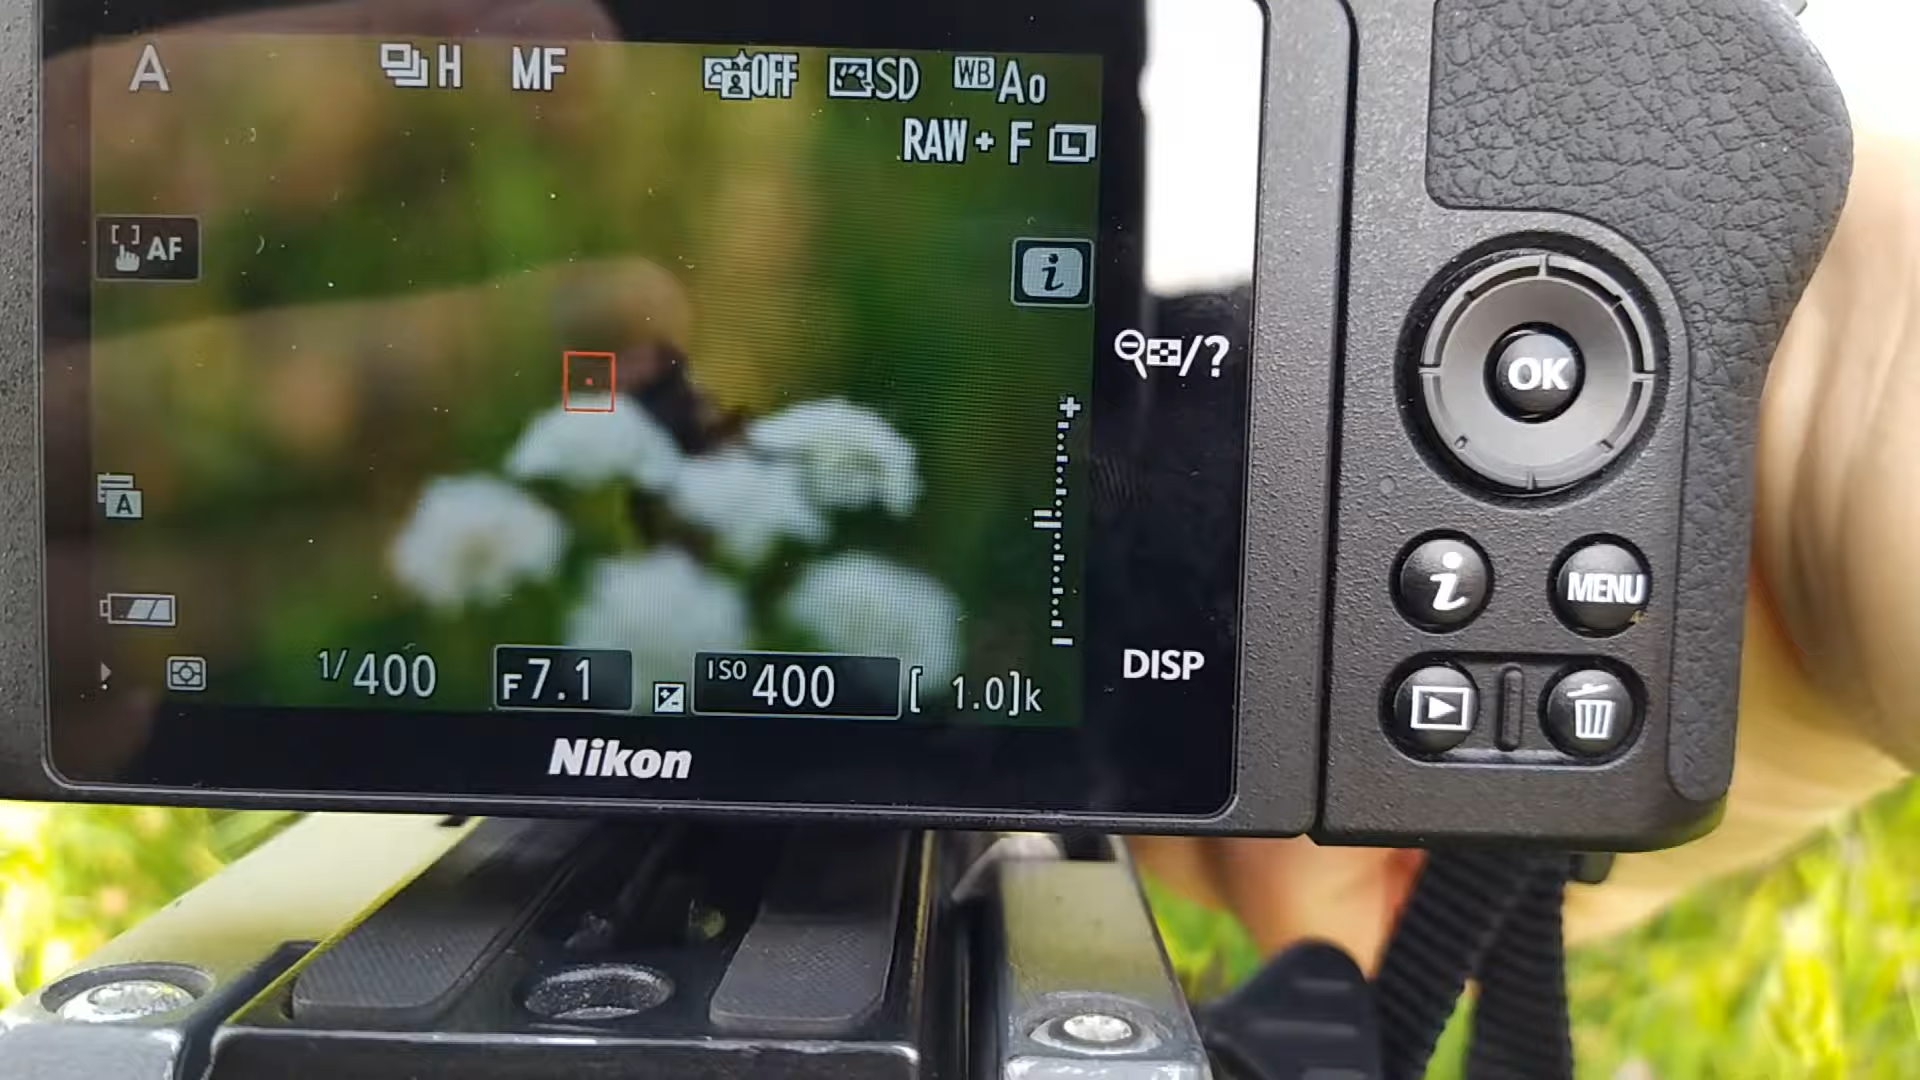 A H MF OFF SD WB A0
RAW + F L
AF
i
/?
OK
A
i MENU
1/400 F7.1 ISO 400 [ 1.0]k
DISP
Nikon